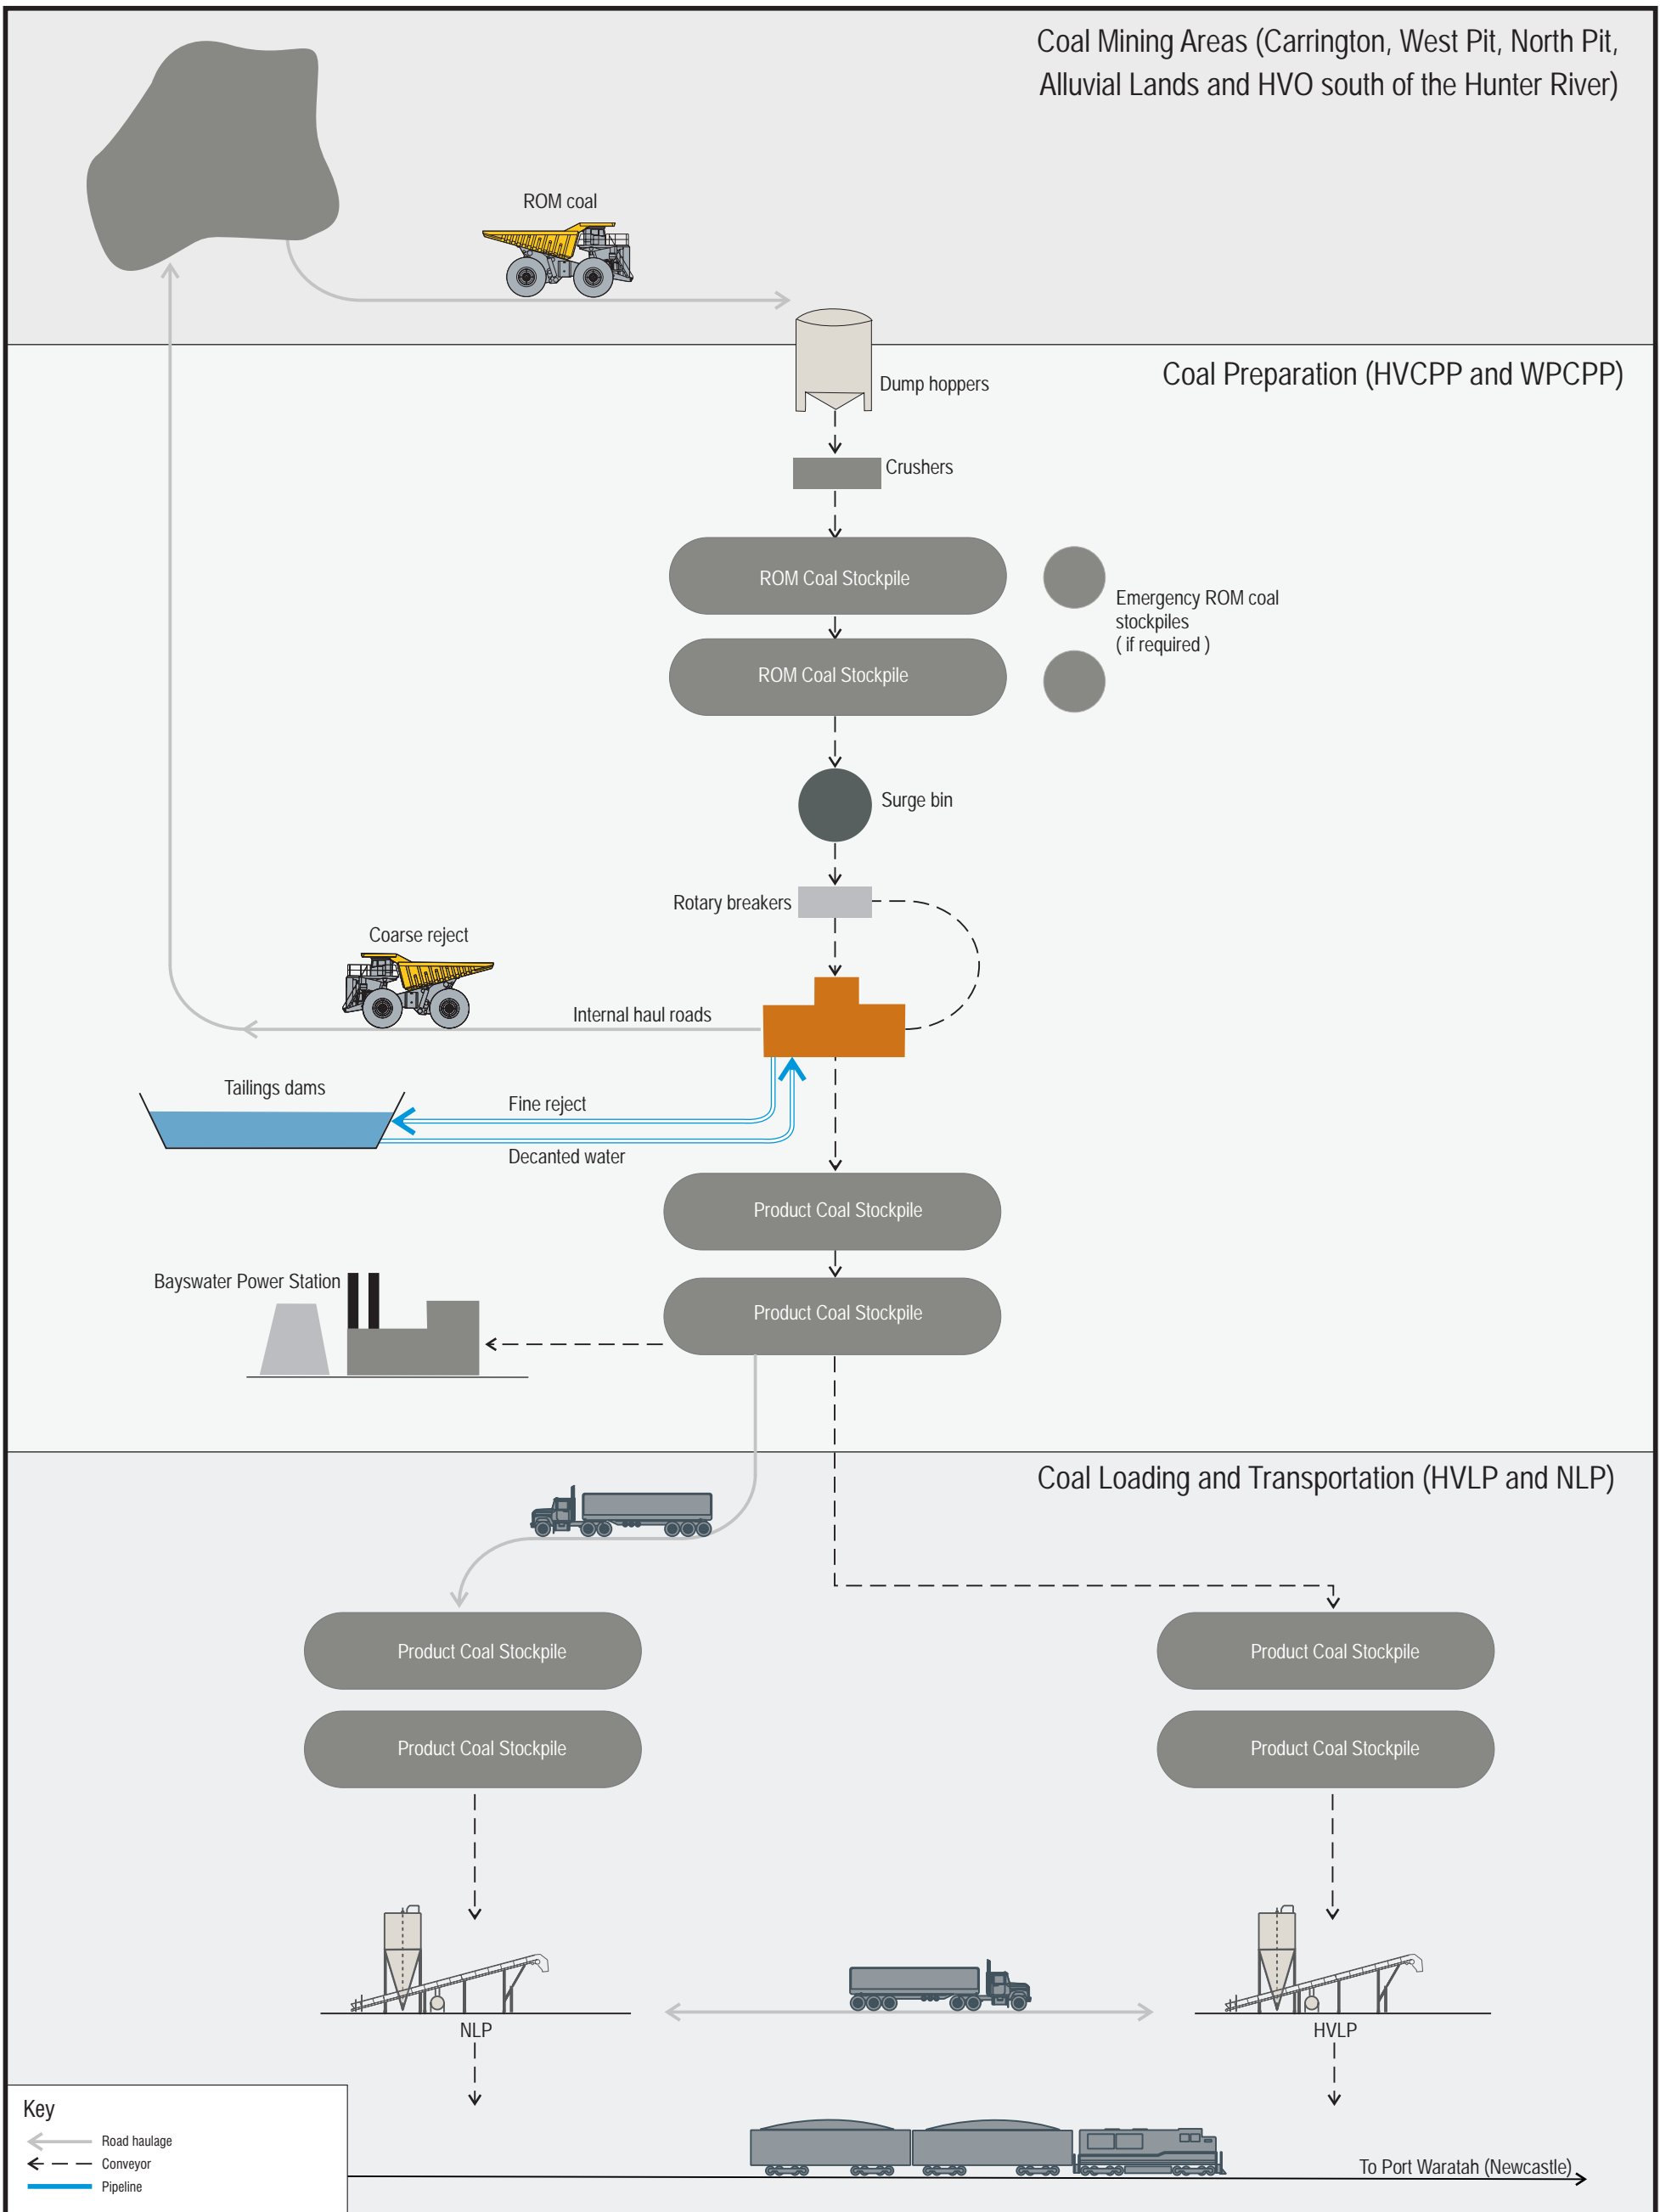 Coal Mining Areas (Carrington, West Pit, North Pit,
Alluvial Lands and HVO south of the Hunter River)
ROM coal
Coal Preparation (HVCPP and WPCPP)
Dump hoppers
Crushers
ROM Coal Stockpile
Emergency ROM coal
stockpiles
( if required )
ROM Coal Stockpile
Surge bin
Rotary breakers
Coarse reject
Internal haul roads
Tailings dams
Fine reject
Decanted water
Product Coal Stockpile
Bayswater Power Station
Product Coal Stockpile
Coal Loading and Transportation (HVLP and NLP)
Product Coal Stockpile
Product Coal Stockpile
Product Coal Stockpile
Product Coal Stockpile
NLP
HVLP
Key
Road haulage
Conveyor
Pipeline
To Port Waratah (Newcastle)